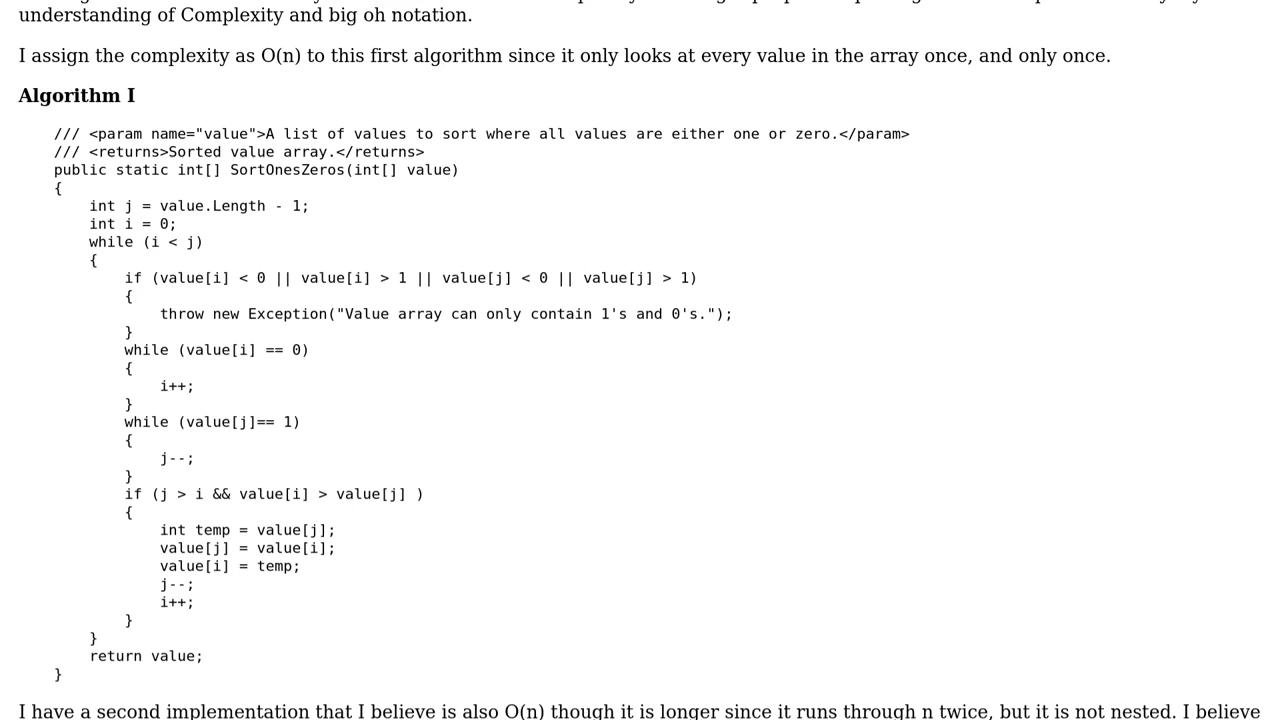 understanding of Complexity and big oh notation.
I assign the complexity as O(n) to this first algorithm since it only looks at every value in the array once, and only once.
Algorithm I
/// <param name="value">A list of values to sort where all values are either one or zero.</param>
/// <returns>Sorted value array.</returns>
public static int[] SortOnesZeros(int[] value)
{
    int j = value.Length - 1;
    int i = 0;
    while (i < j)
    {
        if (value[i] < 0 || value[i] > 1 || value[j] < 0 || value[j] > 1)
        {
            throw new Exception("Value array can only contain 1's and 0's.");
        }
        while (value[i] == 0)
        {
            i++;
        }
        while (value[j]== 1)
        {
            j--;
        }
        if (j > i && value[i] > value[j] )
        {
            int temp = value[j];
            value[j] = value[i];
            value[i] = temp;
            j--;
            i++;
        }
    }
    return value;
}
I have a second implementation that I believe is also O(n) though it is longer since it runs through n twice, but it is not nested. I believe